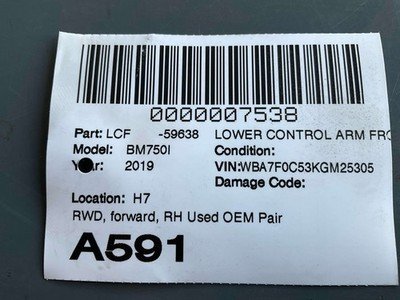 0000007538
Part: LCF -59638 LOWER CONTROL ARM FRO
Model: BM750I Condition:
Year: 2019 VIN:WBA7F0C53KGM25305
Damage Code:
Location: H7
RWD, forward, RH Used OEM Pair
A591